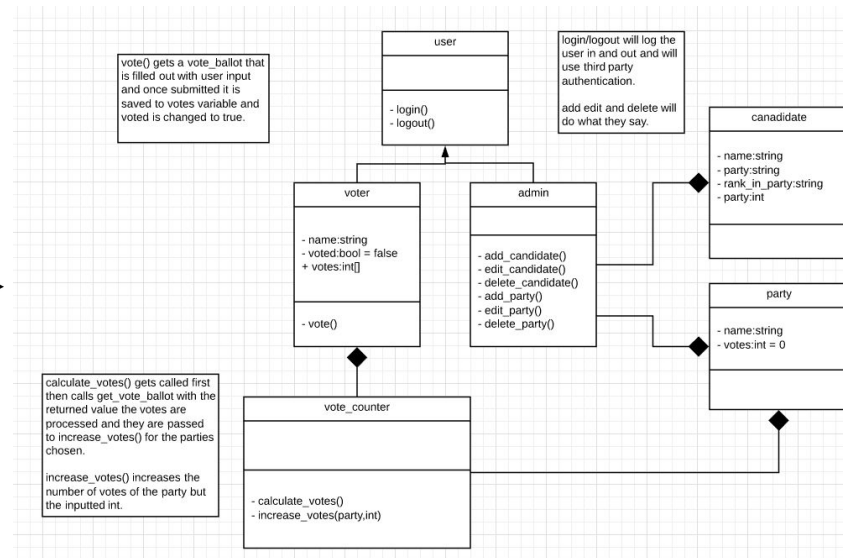 user
- login()
- logout()
vote() gets a vote_ballot that
is filled out with user input
and once submitted it is
saved to votes variable and
voted is changed to true.
login/logout will log the
user in and out and will
use third party
authentication.
add edit and delete will
do what they say.
canadidate
- name:string
- party:string
- rank_in_party:string
- party:int
voter
- name:string
- voted:bool = false
+ votes:int[]
- vote()
admin
- add_candidate()
- edit_candidate()
- delete_candidate()
- add_party()
- edit_party()
- delete_party()
party
- name:string
- votes:int = 0
calculate_votes() gets called first
then calls get_vote_ballot with the
returned value the votes are
processed and they are passed
to increase_votes() for the parties
chosen.
increase_votes() increases the
number of votes of the party but
the inputted int.
vote_counter
- calculate_votes()
- increase_votes(party,int)